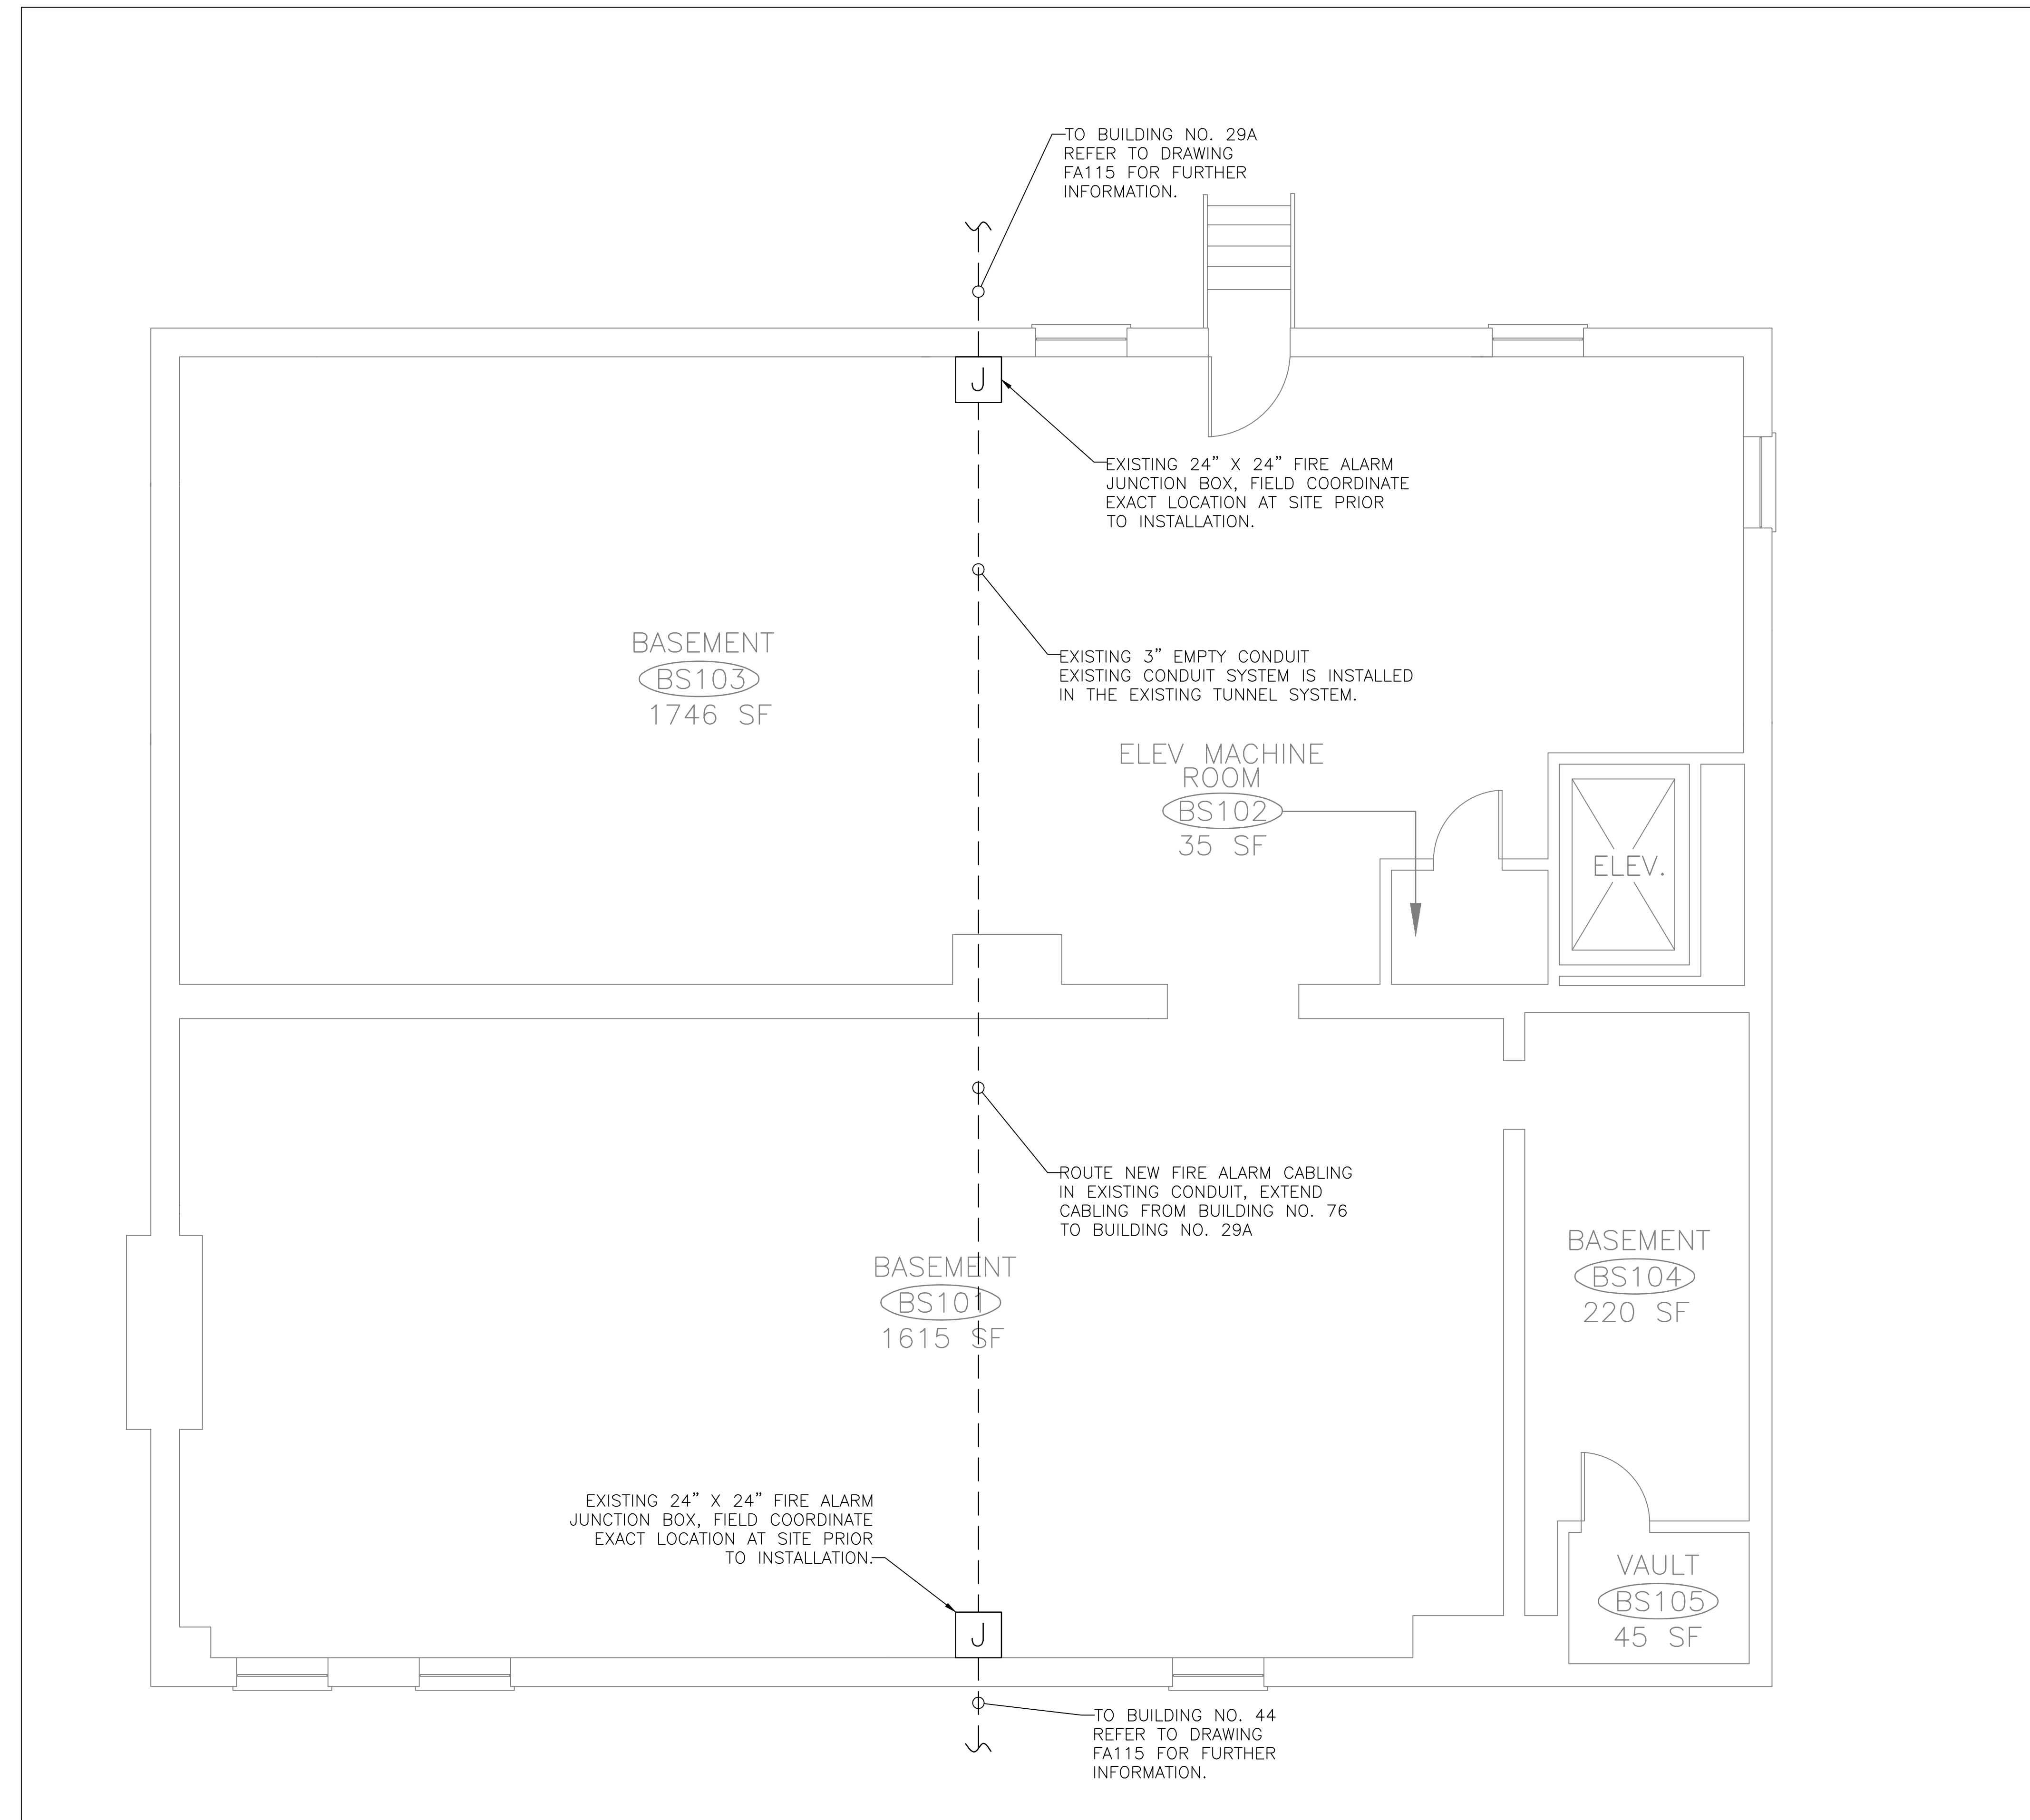 TO BUILDING NO. 29A
REFER TO DRAWING
FA115 FOR FURTHER
INFORMATION.
J
EXISTING 24" X 24" FIRE ALARM
JUNCTION BOX, FIELD COORDINATE
EXACT LOCATION AT SITE PRIOR
TO INSTALLATION.
BASEMENT
BS103
1746 SF
EXISTING 3" EMPTY CONDUIT
EXISTING CONDUIT SYSTEM IS INSTALLED
IN THE EXISTING TUNNEL SYSTEM.
ELEV MACHINE
ROOM
BS102
35 SF
ELEV.
ROUTE NEW FIRE ALARM CABLING
IN EXISTING CONDUIT, EXTEND
CABLING FROM BUILDING NO. 76
TO BUILDING NO. 29A
BASEMENT
BS101
1615 SF
BASEMENT
BS104
220 SF
EXISTING 24" X 24" FIRE ALARM
JUNCTION BOX, FIELD COORDINATE
EXACT LOCATION AT SITE PRIOR
TO INSTALLATION.
VAULT
BS105
45 SF
J
TO BUILDING NO. 44
REFER TO DRAWING
FA115 FOR FURTHER
INFORMATION.